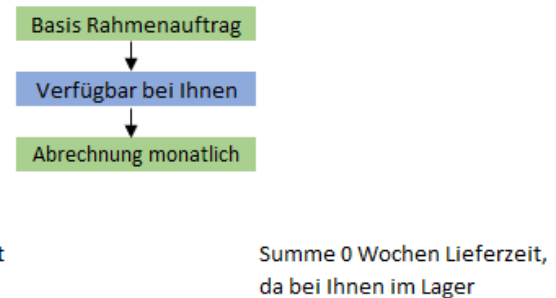 Basis Rahmenauftrag
Verfügbar bei Ihnen
Abrechnung monatlich
t
Summe 0 Wochen Lieferzeit,
da bei Ihnen im Lager